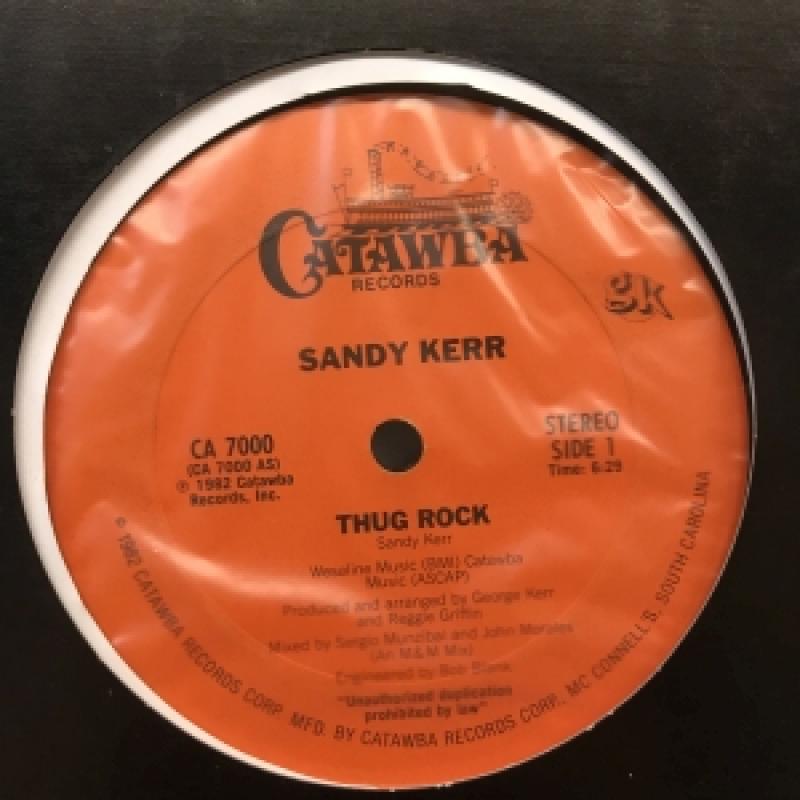 CATAWBA
RECORDS
gk
SANDY KERR
CA 7000
(CA 7000 AS)
℗ 1982 Catawba
Records, Inc.
STEREO
SIDE 1
Time: 6:29
THUG ROCK
Sandy Kerr
Wesaline Music (BMI) Catawba
Music (ASCAP)
Produced and arranged by George Kerr
and Reggie Griffin
Mixed by Sergio Munzibai and John Morales
(An M&M Mix)
Engineered by Bob Blank
"Unauthorized duplication
prohibited by law"
© 1982 CATAWBA RECORDS CORP. MFD. BY CATAWBA RECORDS CORP., MC CONNELL'S, SOUTH CAROLINA